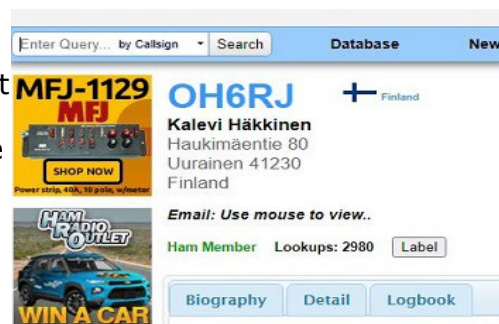 Enter Query... by Callsign Search Database New
t
e
MFJ-1129
MFJ
SHOP NOW
Power strip, 40A, 10 pole, w/meter
HAM RADIO OUTLET
WIN A CAR
OH6RJ Finland
Kalevi Häkkinen
Haukimäentie 80
Uurainen 41230
Finland
Email: Use mouse to view..
Ham Member Lookups: 2980 Label
Biography Detail Logbook